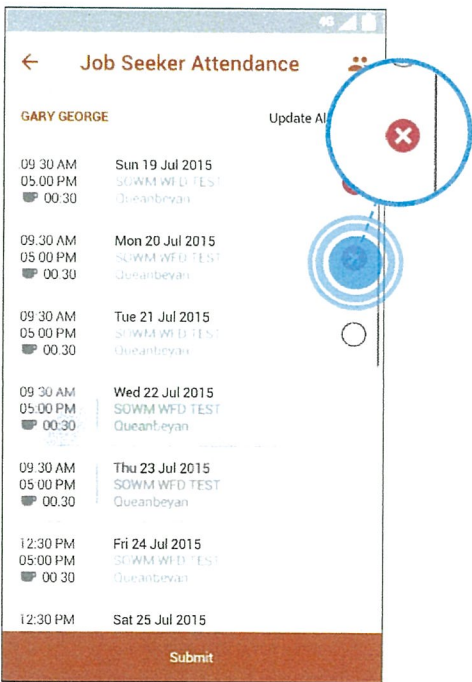 4G
Job Seeker Attendance
GARY GEORGE
Update Al
09 30 AM Sun 19 Jul 2015
05.00 PM SOWM WFD TEST
00:30 Queanbeyan
09.30 AM Mon 20 Jul 2015
05 00 PM SOWM WFD TEST
00 30 Queanbeyan
09 30 AM Tue 21 Jul 2015
05 00 PM SOWM WFD TEST
00.30 Queanbeyan
09 30 AM Wed 22 Jul 2015
05:00 PM SOWM WFD TEST
00:30 Queanbeyan
09 30 AM Thu 23 Jul 2015
05 00 PM SOWM WFD TEST
00.30 Queanbeyan
12:30 PM Fri 24 Jul 2015
05:00 PM SOWM WFD TEST
00 30 Queanbeyan
12:30 PM Sat 25 Jul 2015
Submit